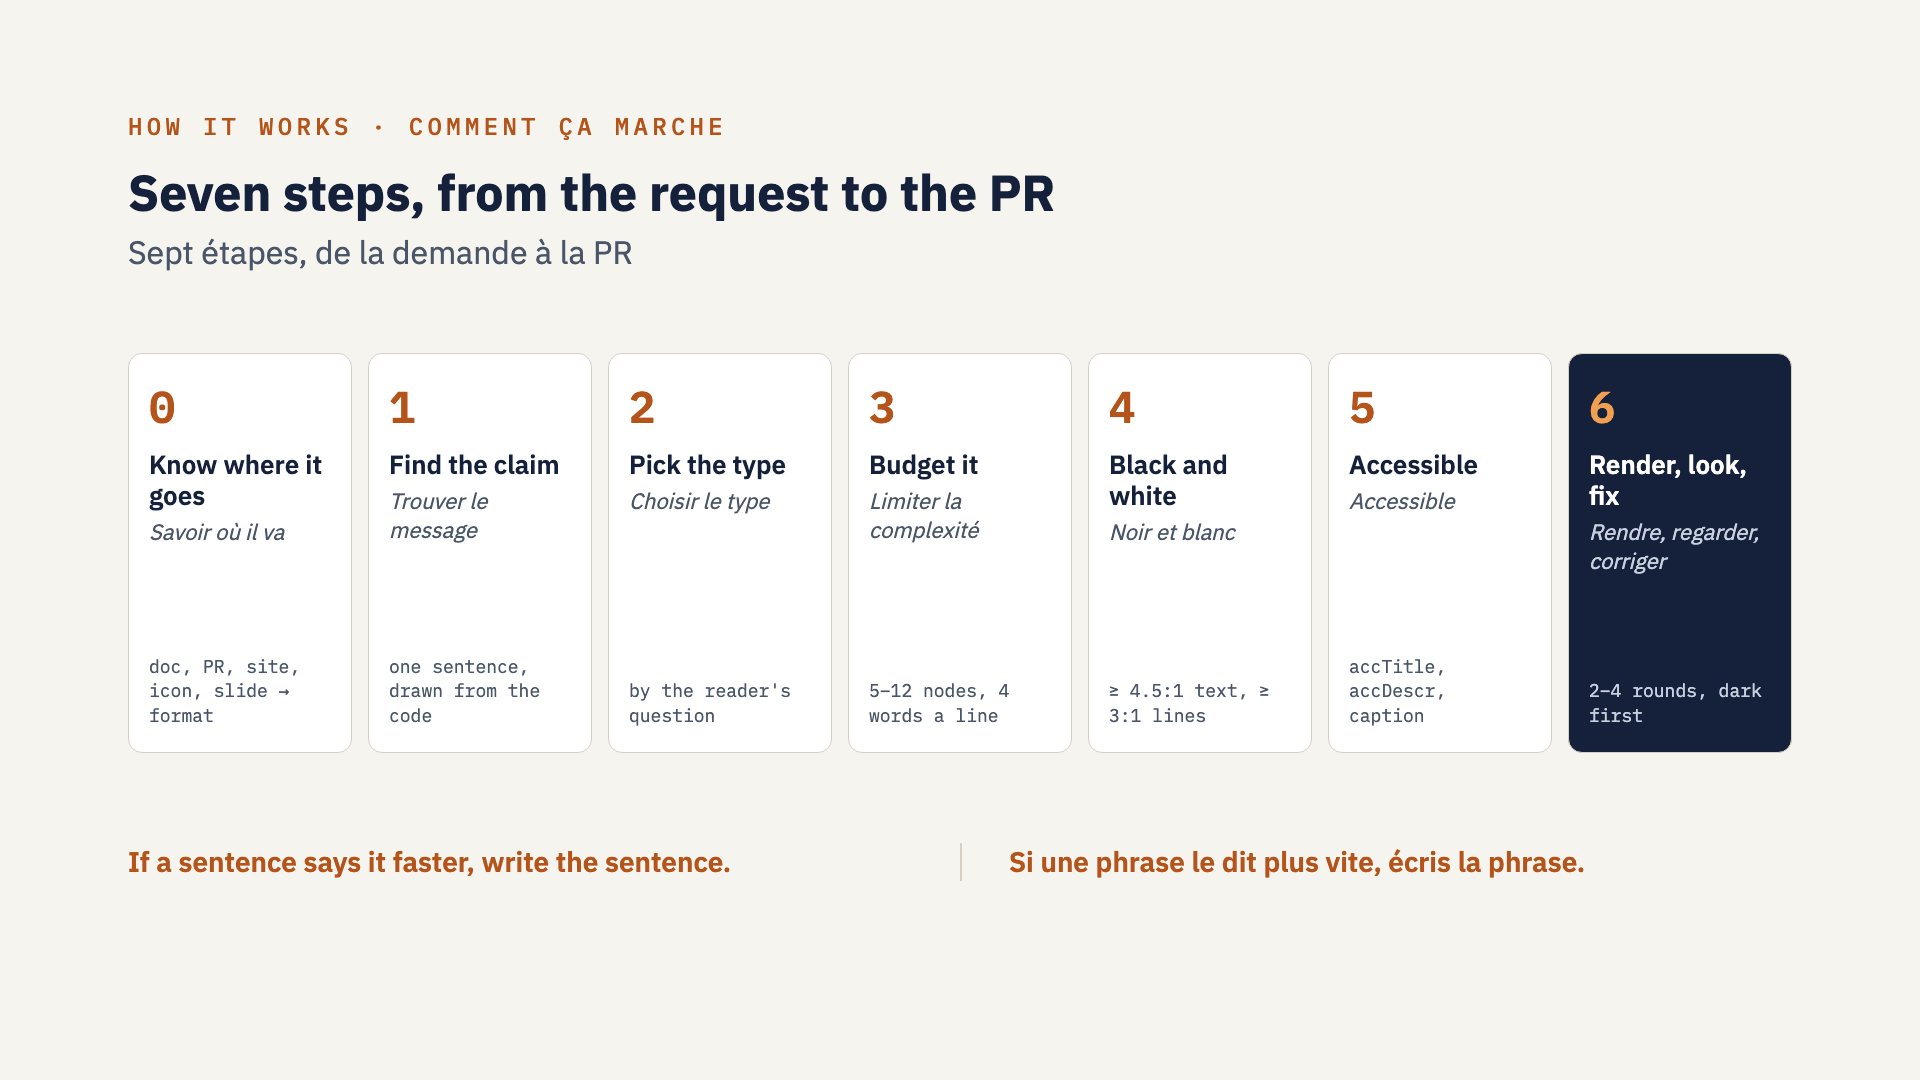 HOW IT WORKS · COMMENT ÇA MARCHE
Seven steps, from the request to the PR
Sept étapes, de la demande à la PR
0
Know where it
goes
Savoir où il va
doc, PR, site,
icon, slide →
format
1
Find the claim
Trouver le
message
one sentence,
drawn from the
code
2
Pick the type
Choisir le type
by the reader's
question
3
Budget it
Limiter la
complexité
5–12 nodes, 4
words a line
4
Black and
white
Noir et blanc
≥ 4.5:1 text, ≥
3:1 lines
5
Accessible
Accessible
accTitle,
accDescr,
caption
6
Render, look,
fix
Rendre, regarder,
corriger
2–4 rounds, dark
first
If a sentence says it faster, write the sentence.
Si une phrase le dit plus vite, écris la phrase.